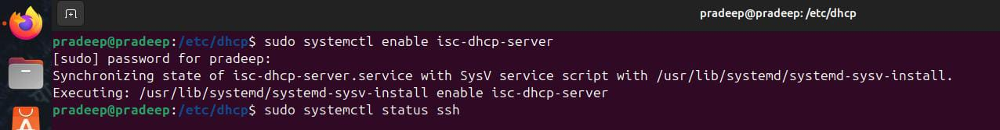 pradeep@pradeep: /etc/dhcp
pradeep@pradeep:/etc/dhcp$ sudo systemctl enable isc-dhcp-server
[sudo] password for pradeep:
Synchronizing state of isc-dhcp-server.service with SysV service script with /usr/lib/systemd/systemd-sysv-install.
Executing: /usr/lib/systemd/systemd-sysv-install enable isc-dhcp-server
pradeep@pradeep:/etc/dhcp$ sudo systemctl status ssh